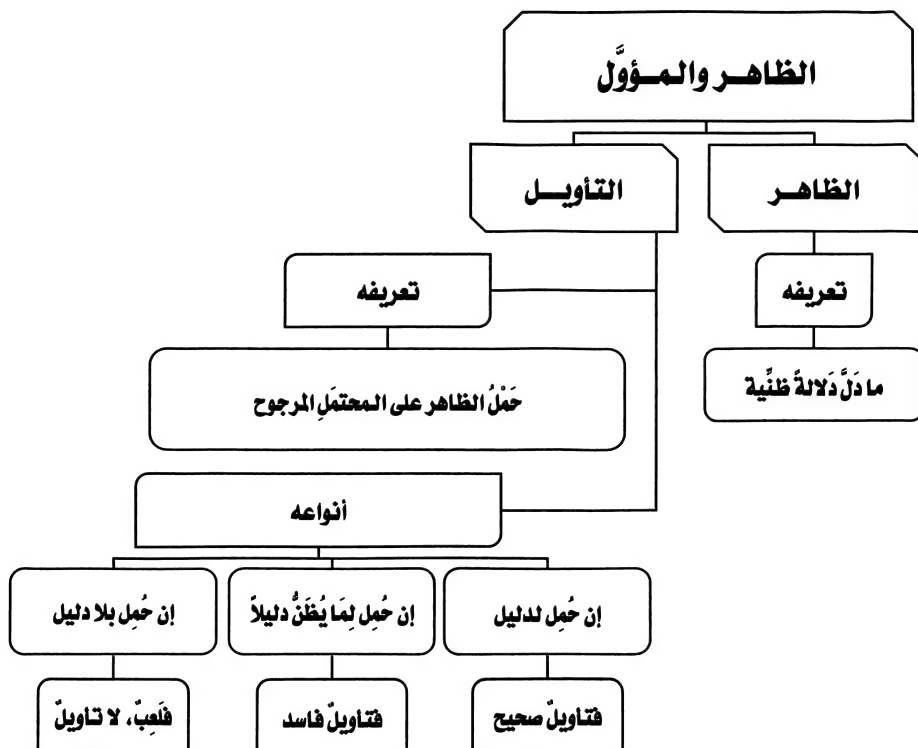 الظاهر والمؤوَّل
الظاهر
التأويل
تعريفه
تعريفه
ما دَلَّ دَلالةً ظنِّية
حَمْلُ الظاهر على المحتمَلِ المرجوح
أنواعه
إن حُمِل لدليل
إن حُمِل لِمَا يُظَنُّ دليلاً
إن حُمِل بلا دليل
فتأويلٌ صحيح
فتأويلٌ فاسد
فلَعِبٌ، لا تأويلٌ